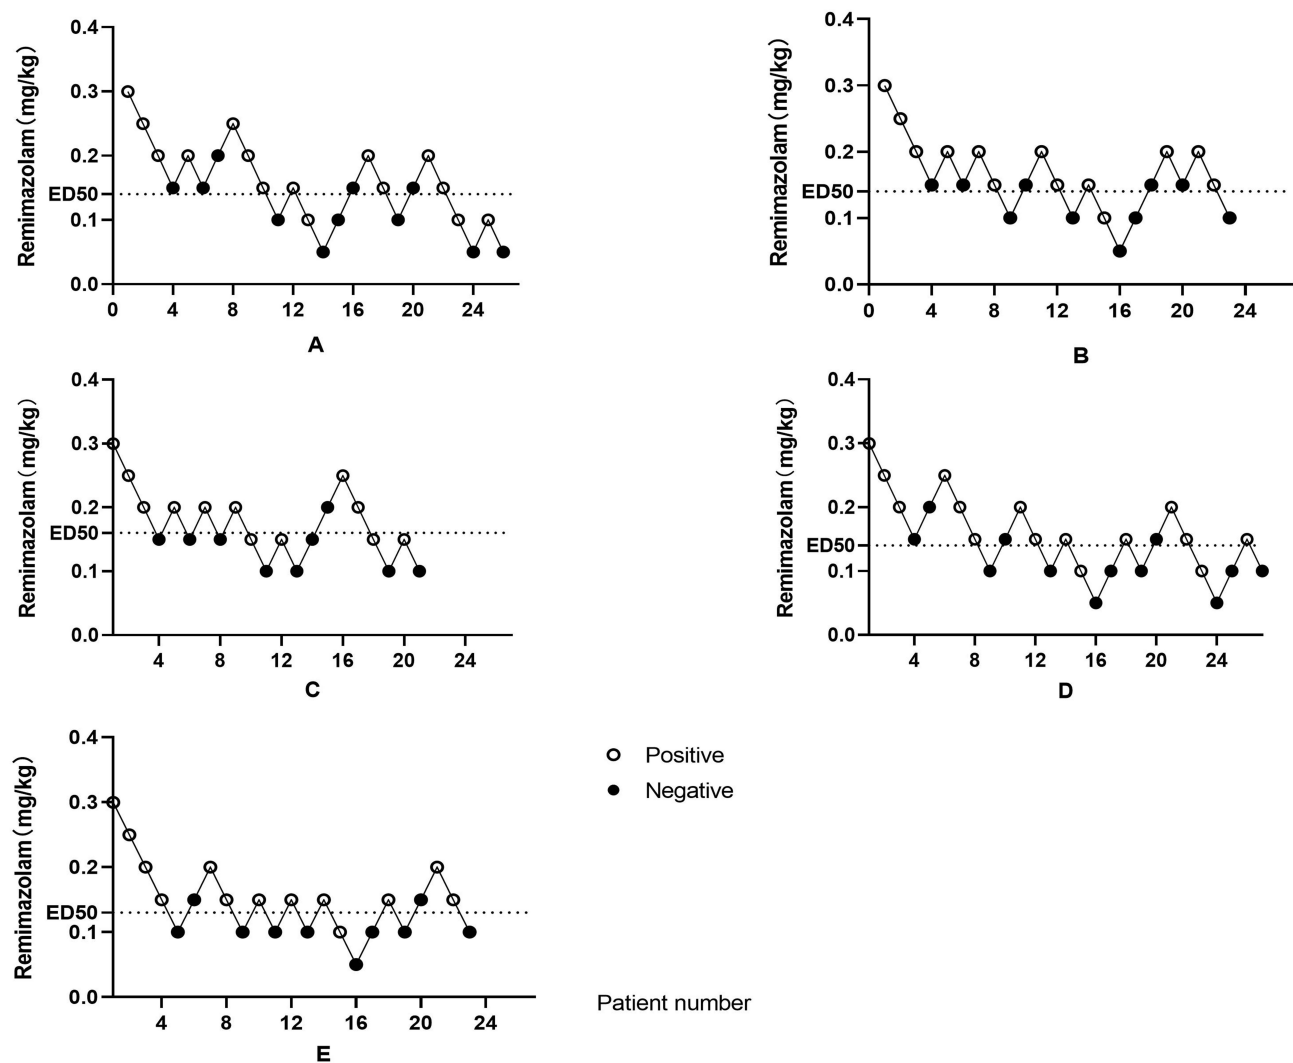 Remimazolam (mg/kg)
0.4
0.3
0.2
ED50
0.1
0.0
0 4 8 12 16 20 24
A
Remimazolam (mg/kg)
0.4
0.3
0.2
ED50
0.1
0.0
0 4 8 12 16 20 24
B
Remimazolam (mg/kg)
0.4
0.3
0.2
ED50
0.1
0.0
4 8 12 16 20 24
C
Remimazolam (mg/kg)
0.4
0.3
0.2
ED50
0.1
0.0
4 8 12 16 20 24
D
Remimazolam (mg/kg)
0.4
0.3
0.2
ED50
0.1
0.0
4 8 12 16 20 24
E
Positive
Negative
Patient number